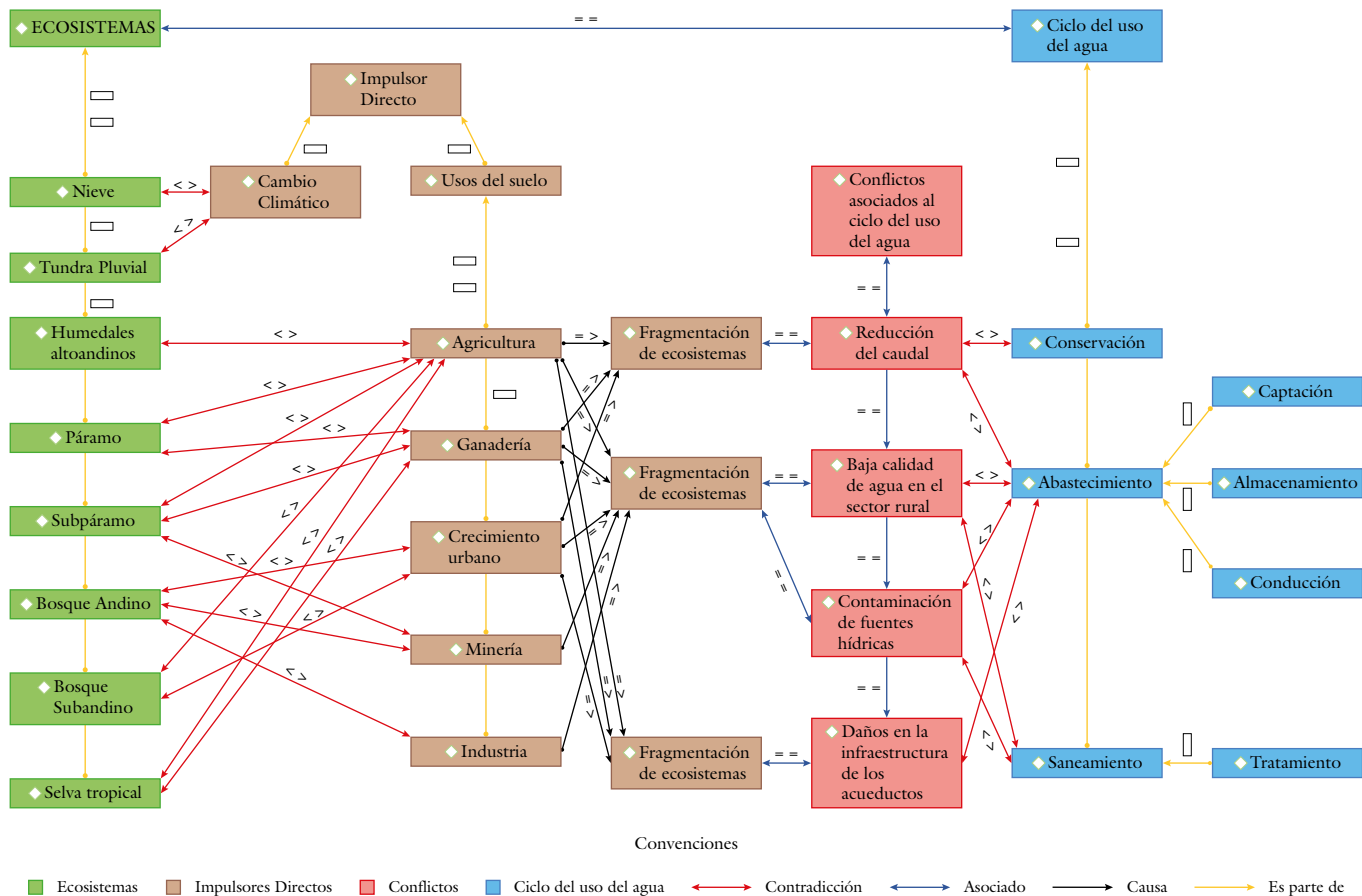 ECOSISTEMAS
= =
Ciclo del uso
del agua
Impulsor
Directo
Nieve
< >
Cambio
Climático
Usos del suelo
Conflictos
asociados al
ciclo del uso
del agua
< >
Tundra Pluvial
= =
Humedales
altoandinos
< >
Agricultura
= >
Fragmentación
de ecosistemas
= =
Reducción
del caudal
< >
Conservación
< >
< >
< >
= >
= >
= >
= =
< >
Captación
Páramo
Ganadería
= >
Fragmentación
de ecosistemas
= =
Baja calidad
de agua en el
sector rural
< >
Abastecimiento
Almacenamiento
Subpáramo
< >
< >
< >
< >
< >
Crecimiento
urbano
= >
= =
= =
< >
< >
< >
Conducción
Bosque Andino
< >
< >
= >
= >
Contaminación
de fuentes
hídricas
Minería
Bosque
Subandino
< >
= >
= >
= >
= =
< >
Industria
Fragmentación
de ecosistemas
= =
Daños en la
infraestructura
de los
acueductos
Saneamiento
Tratamiento
Selva tropical
Convenciones
Ecosistemas
Impulsores Directos
Conflictos
Ciclo del uso del agua
Contradicción
Asociado
Causa
Es parte de